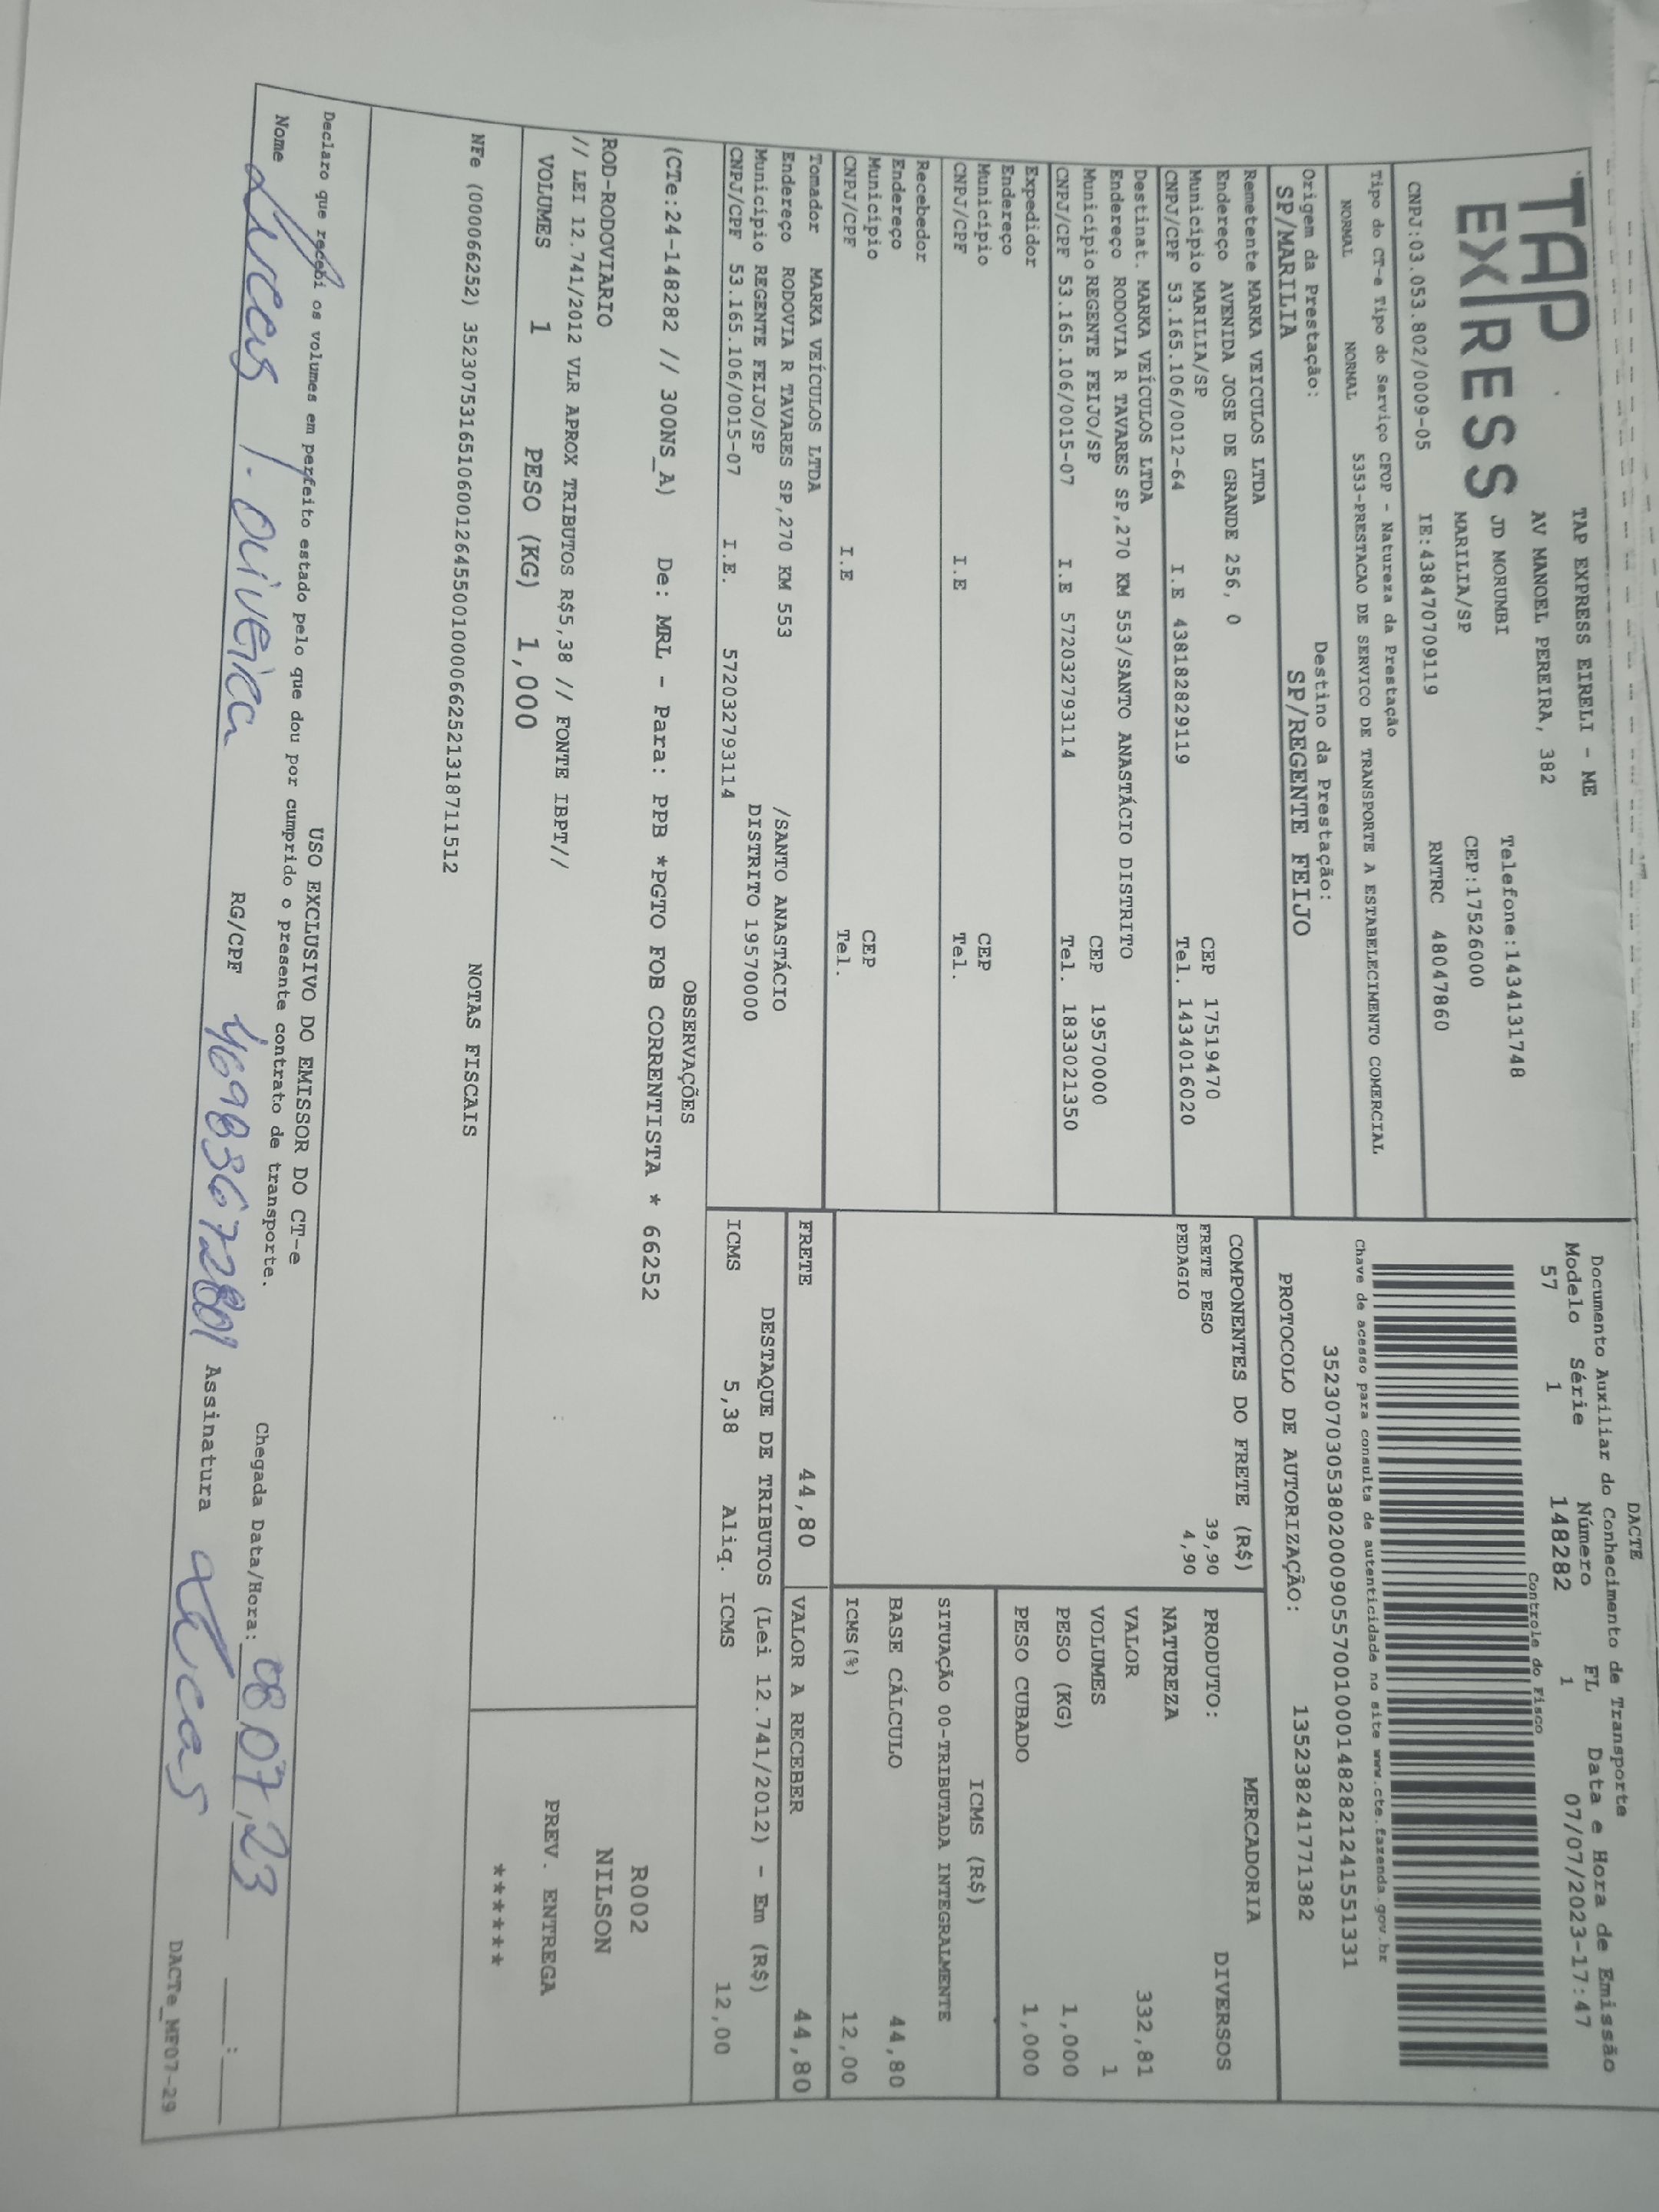 DACTE
TAP EXPRESS
TAP EXPRESS EIRELI - ME
AV MANOEL PEREIRA, 382
JD MORUMBI Telefone:1434131748
MARILIA/SP CEP:17526000
CNPJ:03.053.802/0009-05 IE:438470709119 RNTRC 48047860
Documento Auxiliar do Conhecimento de Transporte
Modelo Série Número FL Data e Hora de Emissão
57 1 148282 1 07/07/2023-17:47
Controle do Fisco
Chave de acesso para consulta de autenticidade no site www.cte.fazenda.gov.br
35230703053802000905570010001482821241551331
PROTOCOLO DE AUTORIZAÇÃO: 135238241771382
Tipo do CT-e Tipo do Serviço CFOP - Natureza da Prestação
NORMAL NORMAL 5353-PRESTACAO DE SERVICO DE TRANSPORTE A ESTABELECIMENTO COMERCIAL
Origem da Prestação: Destino da Prestação:
SP/MARILIA SP/REGENTE FEIJO
Remetente MARKA VEICULOS LTDA
Endereço AVENIDA JOSE DE GRANDE 256, 0
Município MARILIA/SP CEP 17519470
CNPJ/CPF 53.165.106/0012-64 I.E 438182829119 Tel. 1434016020
Destinat. MARKA VEÍCULOS LTDA
Endereço RODOVIA R TAVARES SP,270 KM 553/SANTO ANASTÁCIO DISTRITO
Município REGENTE FEIJO/SP CEP 19570000
CNPJ/CPF 53.165.106/0015-07 I.E 572032793114 Tel. 1833021350
Expedidor
Endereço
Município CEP
CNPJ/CPF I.E Tel.
Recebedor
Endereço
Município CEP
CNPJ/CPF I.E Tel.
Tomador MARKA VEÍCULOS LTDA
Endereço RODOVIA R TAVARES SP,270 KM 553 /SANTO ANASTÁCIO
Município REGENTE FEIJO/SP DISTRITO 19570000
CNPJ/CPF 53.165.106/0015-07 I.E. 572032793114
COMPONENTES DO FRETE (R$)
FRETE PESO 39,90
PEDAGIO 4,90
MERCADORIA
PRODUTO: DIVERSOS
NATUREZA
VALOR 332,81
VOLUMES 1
PESO (KG) 1,000
PESO CUBADO 1,000
ICMS (R$)
SITUAÇÃO 00-TRIBUTADA INTEGRALMENTE
BASE CÁLCULO 44,80
ICMS(%) 12,00
FRETE 44,80 VALOR A RECEBER 44,80
DESTAQUE DE TRIBUTOS (Lei 12.741/2012) - Em (R$)
ICMS 5,38 Aliq. ICMS 12,00
OBSERVAÇÕES
(CTe:24-148282 // 300NS_A) De: MRL - Para: PPB *PGTO FOB CORRENTISTA * 66252
ROD-RODOVIARIO
// LEI 12.741/2012 VLR APROX TRIBUTOS R$5,38 // FONTE IBPT//
VOLUMES 1 PESO (KG) 1,000
R002
NILSON
PREV. ENTREGA
******
NOTAS FISCAIS
NFe (000066252) 35230753165106001264550010000662521318711512
USO EXCLUSIVO DO EMISSOR DO CT-e
Declaro que recebi os volumes em perfeito estado pelo que dou por cumprido o presente contrato de transporte.
Chegada Data/Hora: 08,07,23 __:__
Nome Lucas P. Oliveira RG/CPF 46983672801 Assinatura Lucas
DACTe_MF07-29